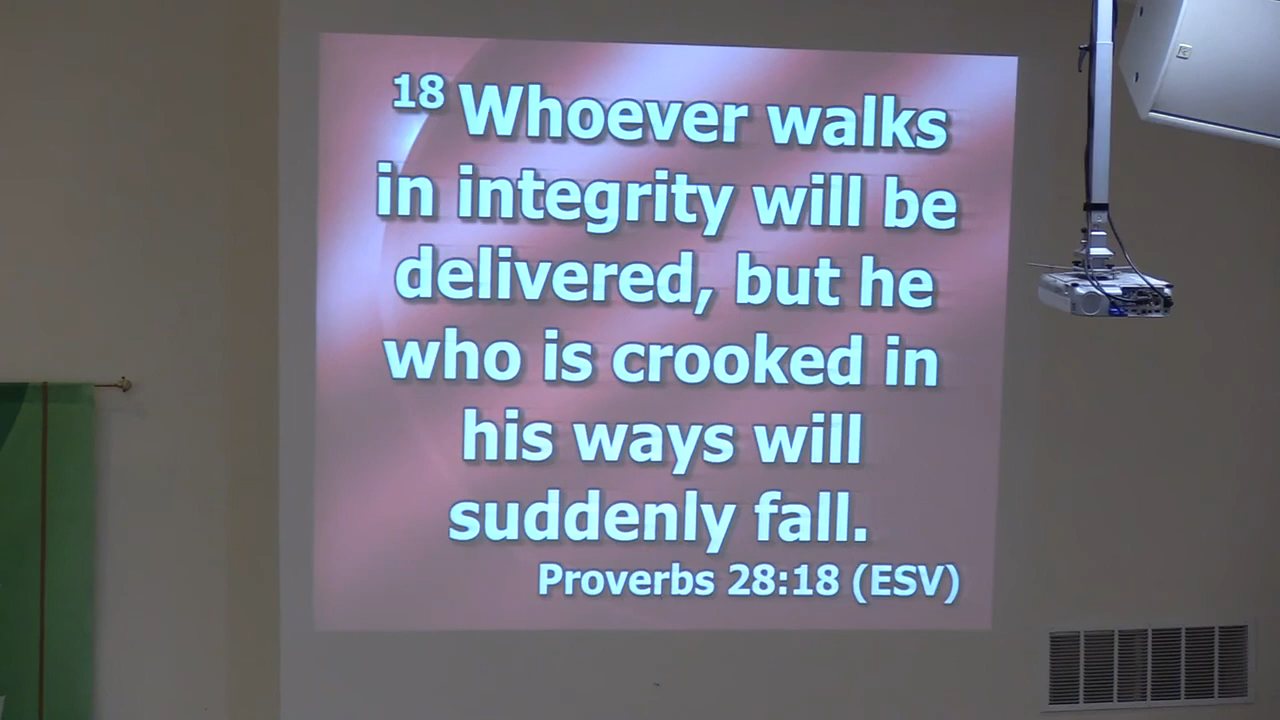 18 Whoever walks
in integrity will be
delivered, but he
who is crooked in
his ways will
suddenly fall.
Proverbs 28:18 (ESV)